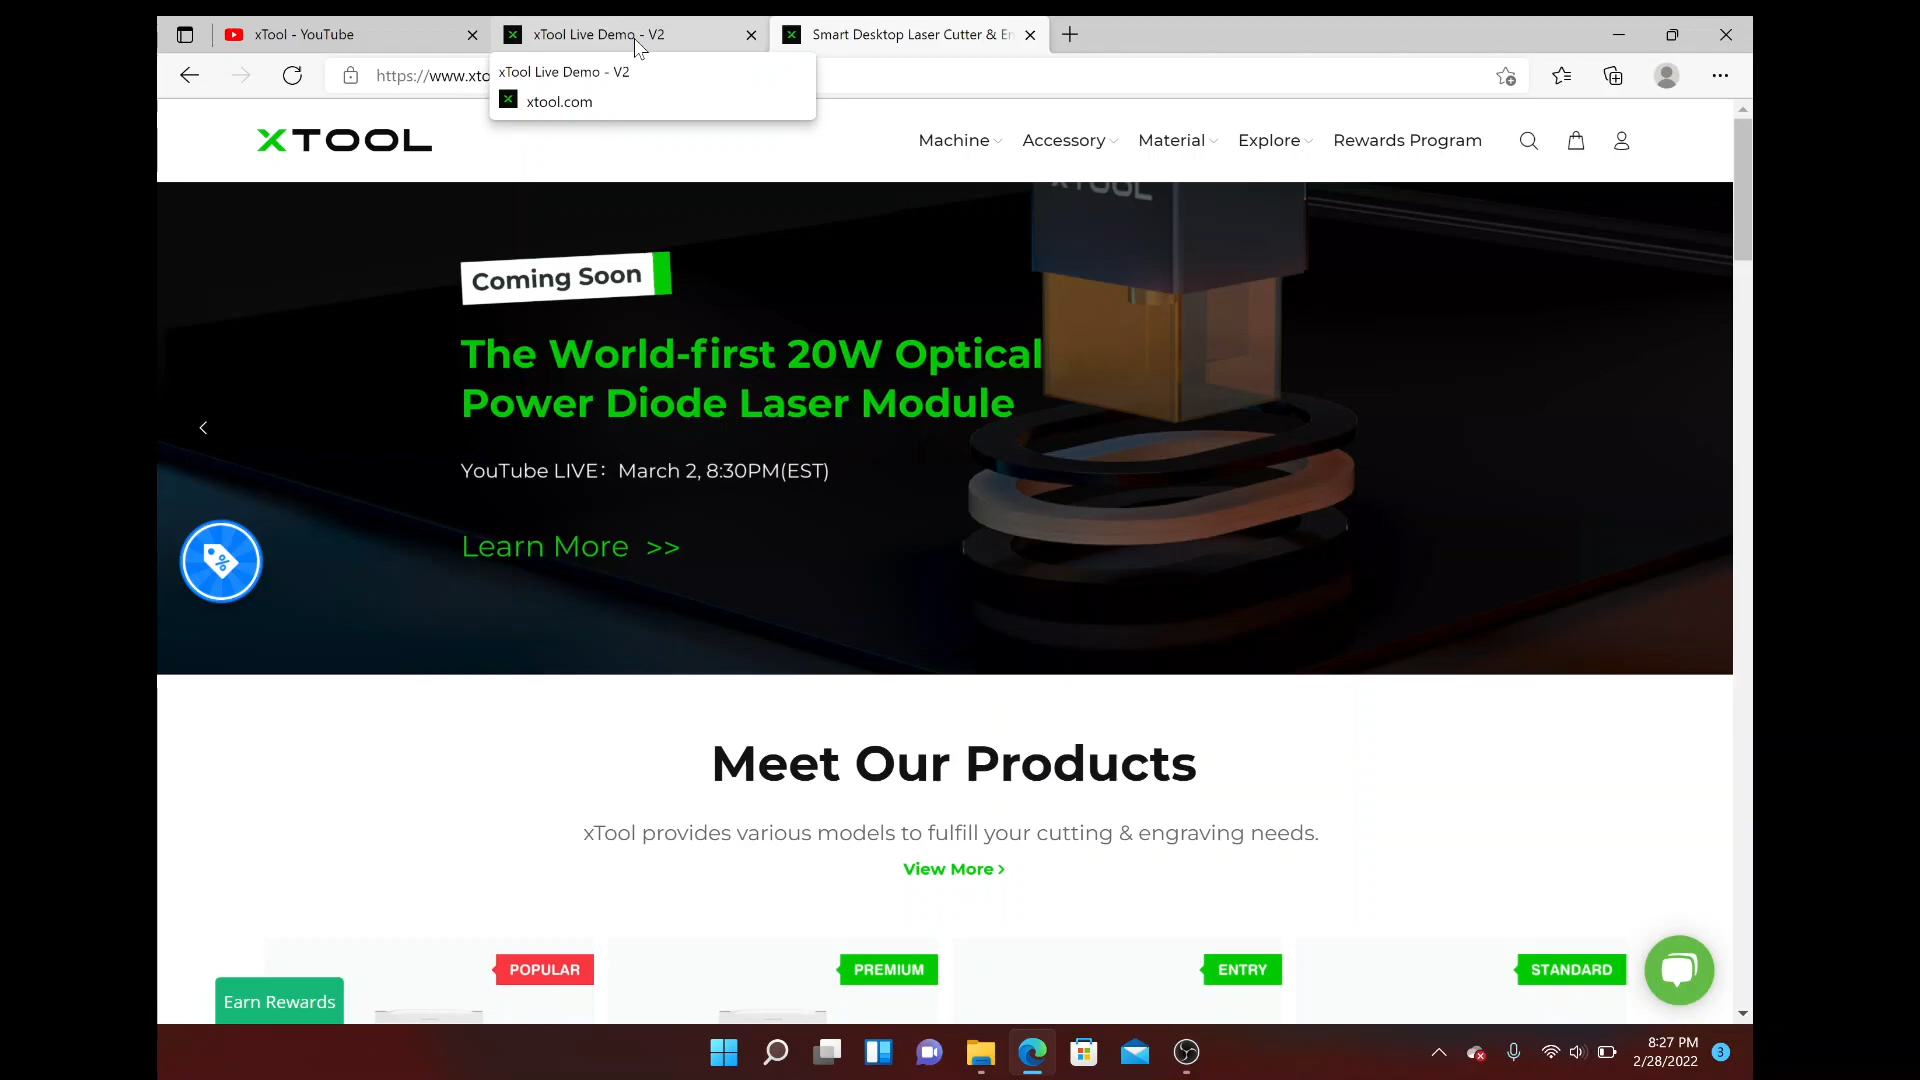 xTool - YouTube
xTool Live Demo - V2
Smart Desktop Laser Cutter & En
https://www.xto
xTool Live Demo - V2
xtool.com
XTOOL
Machine
Accessory
Material
Explore
Rewards Program
XTOOL
Coming Soon
The World-first 20W Optical
Power Diode Laser Module
YouTube LIVE: March 2, 8:30PM(EST)
Learn More >>
Meet Our Products
xTool provides various models to fulfill your cutting & engraving needs.
View More >
POPULAR
PREMIUM
ENTRY
STANDARD
Earn Rewards
8:27 PM
2/28/2022
3